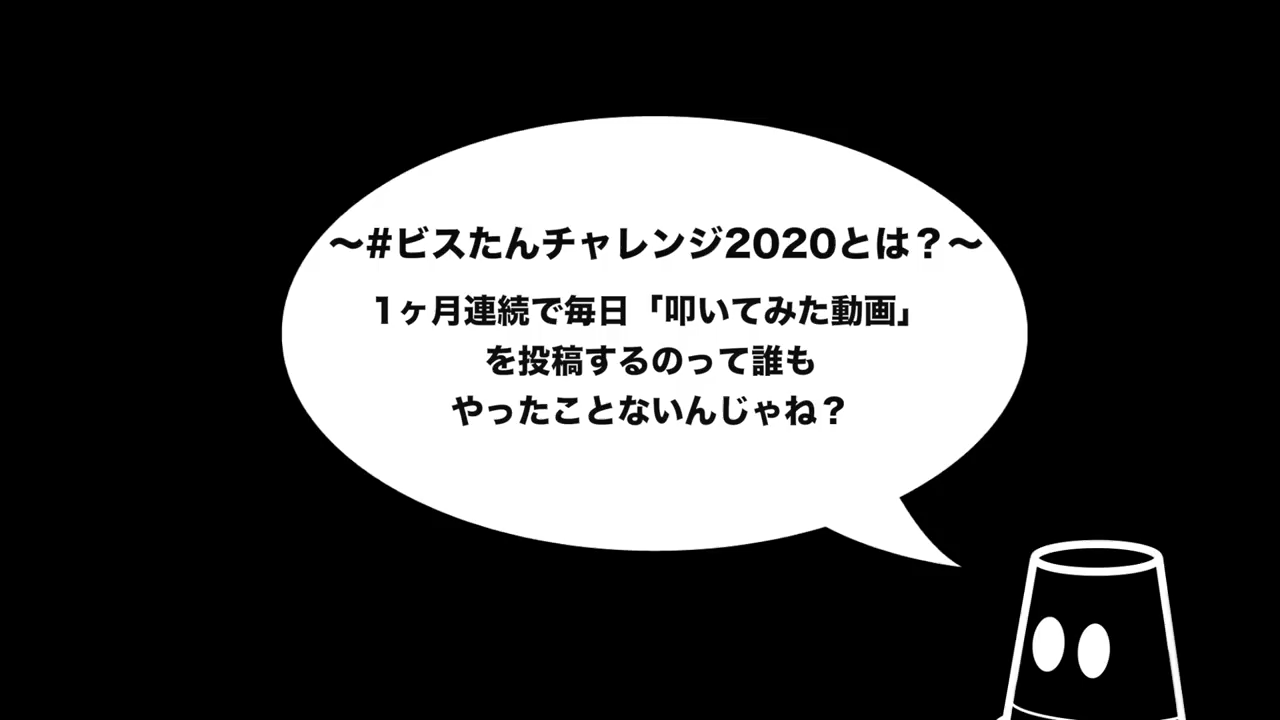 〜#ビスたんチャレンジ2020とは？〜
1ヶ月連続で毎日「叩いてみた動画」
を投稿するのって誰も
やったことないんじゃね？